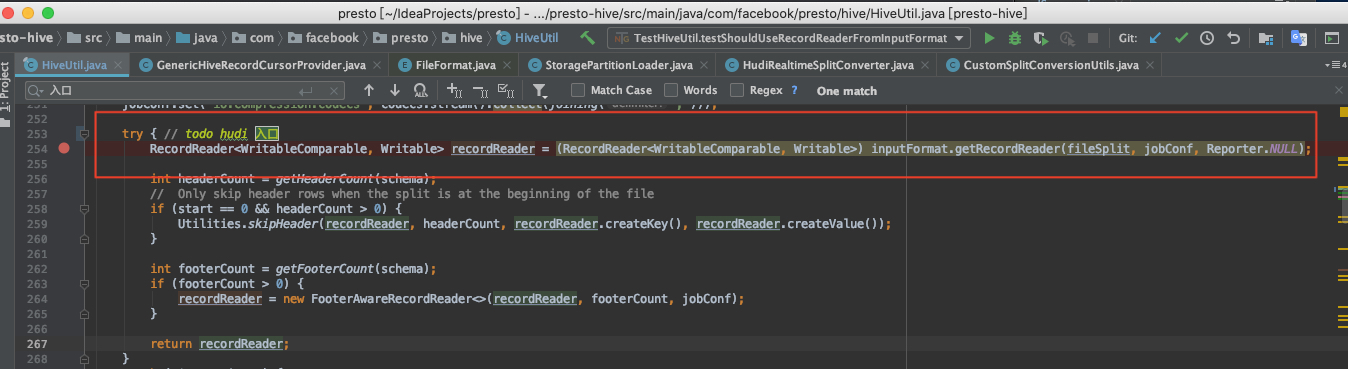 presto [~/IdeaProjects/presto] - .../presto-hive/src/main/java/com/facebook/presto/hive/HiveUtil.java [presto-hive]
sto-hive src main java com facebook presto hive HiveUtil TestHiveUtil.testShouldUseRecordReaderFromInputFormat Git:
HiveUtil.java GenericHiveRecordCursorProvider.java FileFormat.java StoragePartitionLoader.java HudiRealtimeSplitConverter.java CustomSplitConversionUtils.java 4
1: Project
入口 Match Case Words Regex ? One match
252
253 try { // todo hudi 入口
254 RecordReader<WritableComparable, Writable> recordReader = (RecordReader<WritableComparable, Writable>) inputFormat.getRecordReader(fileSplit, jobConf, Reporter.NULL);
255
256 int headerCount = getHeaderCount(schema);
257 // Only skip header rows when the split is at the beginning of the file
258 if (start == 0 && headerCount > 0) {
259 Utilities.skipHeader(recordReader, headerCount, recordReader.createKey(), recordReader.createValue());
260 }
261
262 int footerCount = getFooterCount(schema);
263 if (footerCount > 0) {
264 recordReader = new FooterAwareRecordReader<>(recordReader, footerCount, jobConf);
265 }
266
267 return recordReader;
268 }